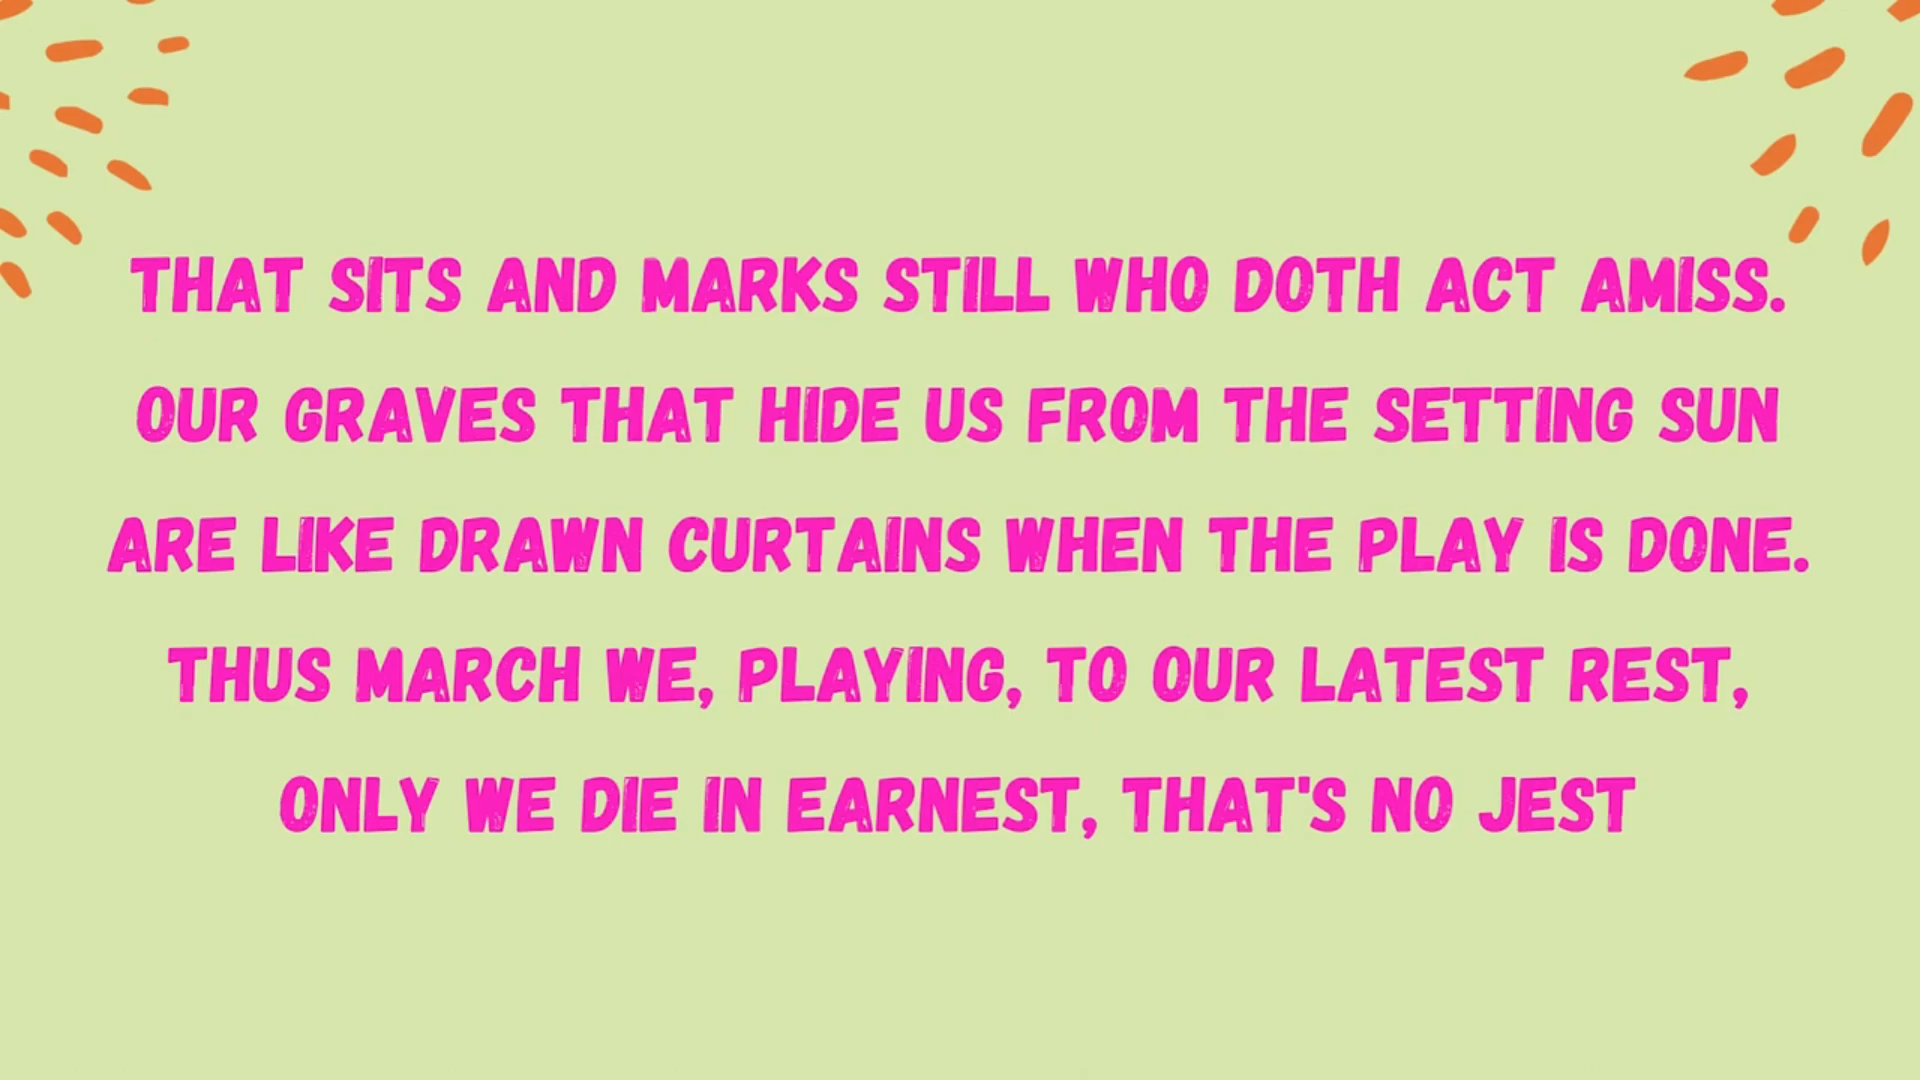 THAT SITS AND MARKS STILL WHO DOTH ACT AMISS.
OUR GRAVES THAT HIDE US FROM THE SETTING SUN
ARE LIKE DRAWN CURTAINS WHEN THE PLAY IS DONE.
THUS MARCH WE, PLAYING, TO OUR LATEST REST,
ONLY WE DIE IN EARNEST, THAT'S NO JEST